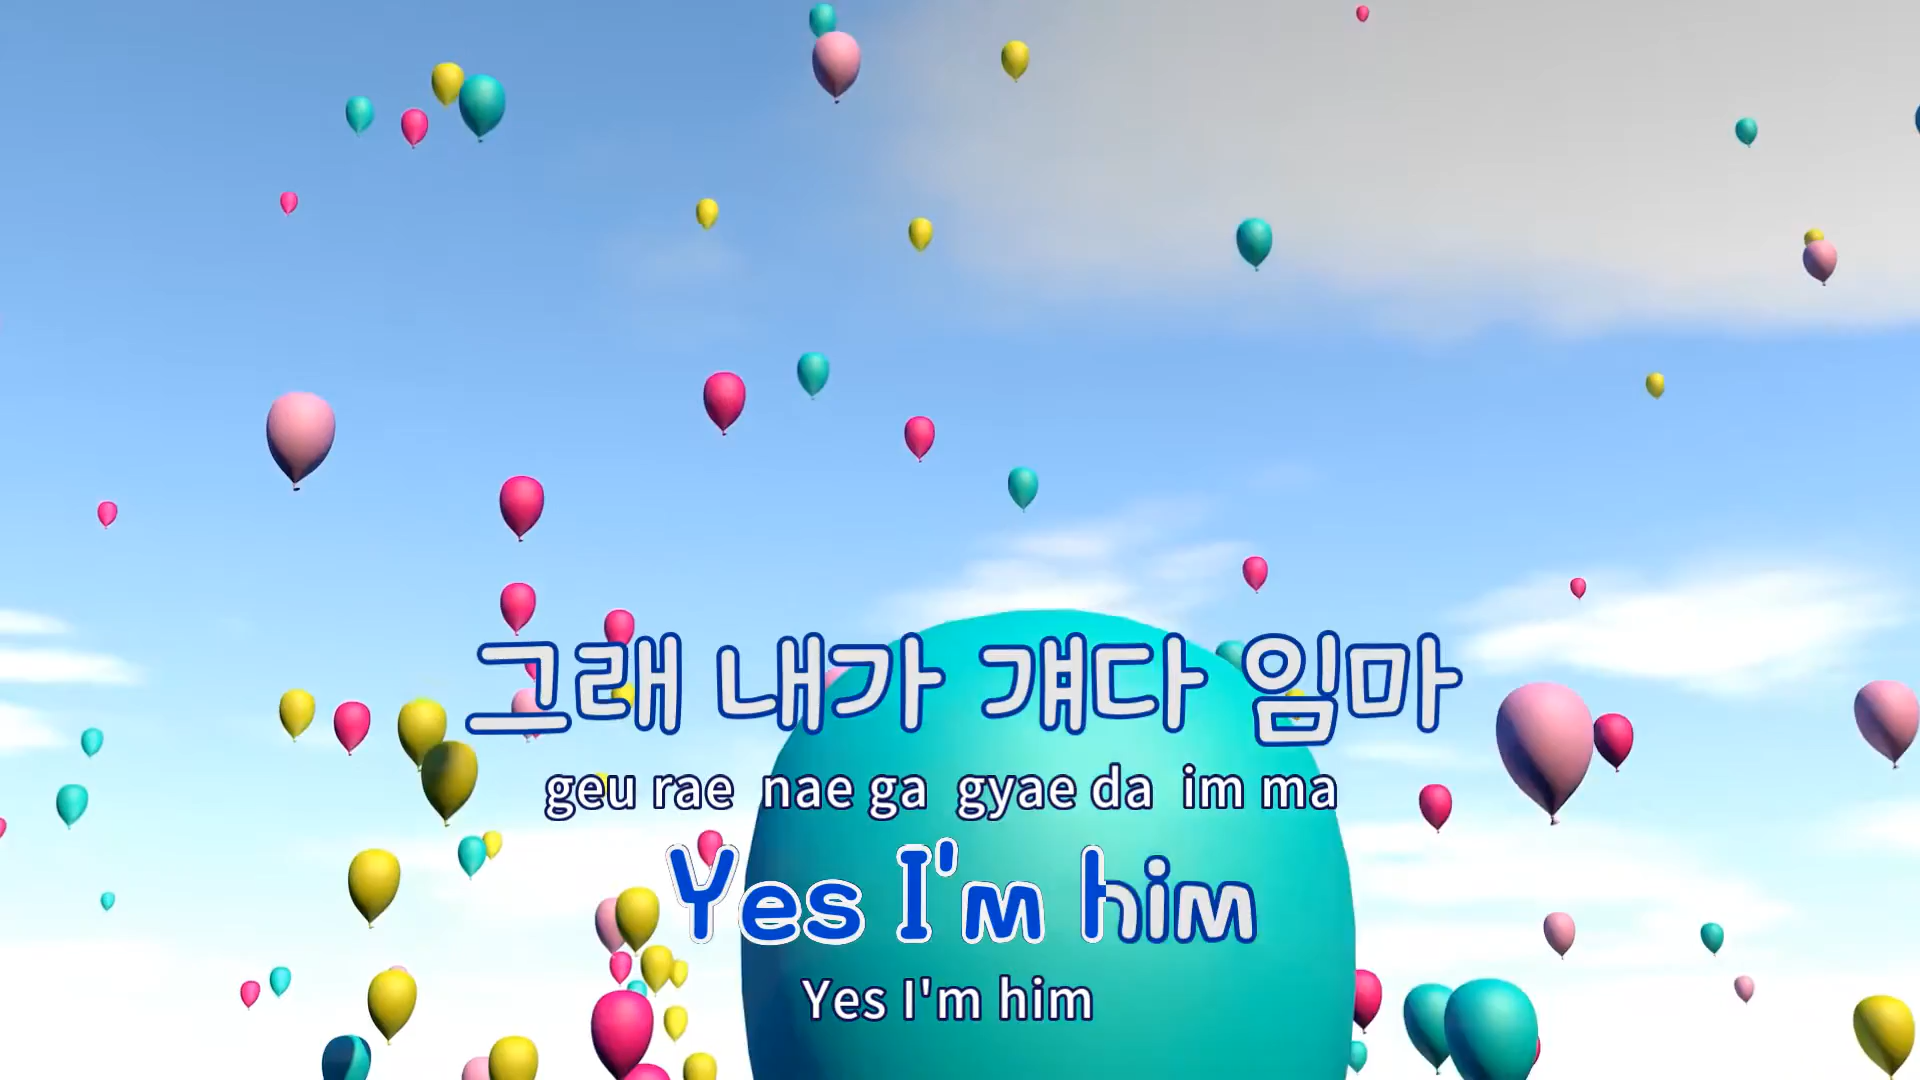 그래 내가 걔다 임마
geu rae nae ga gyae da im ma
Yes I'm him
Yes I'm him